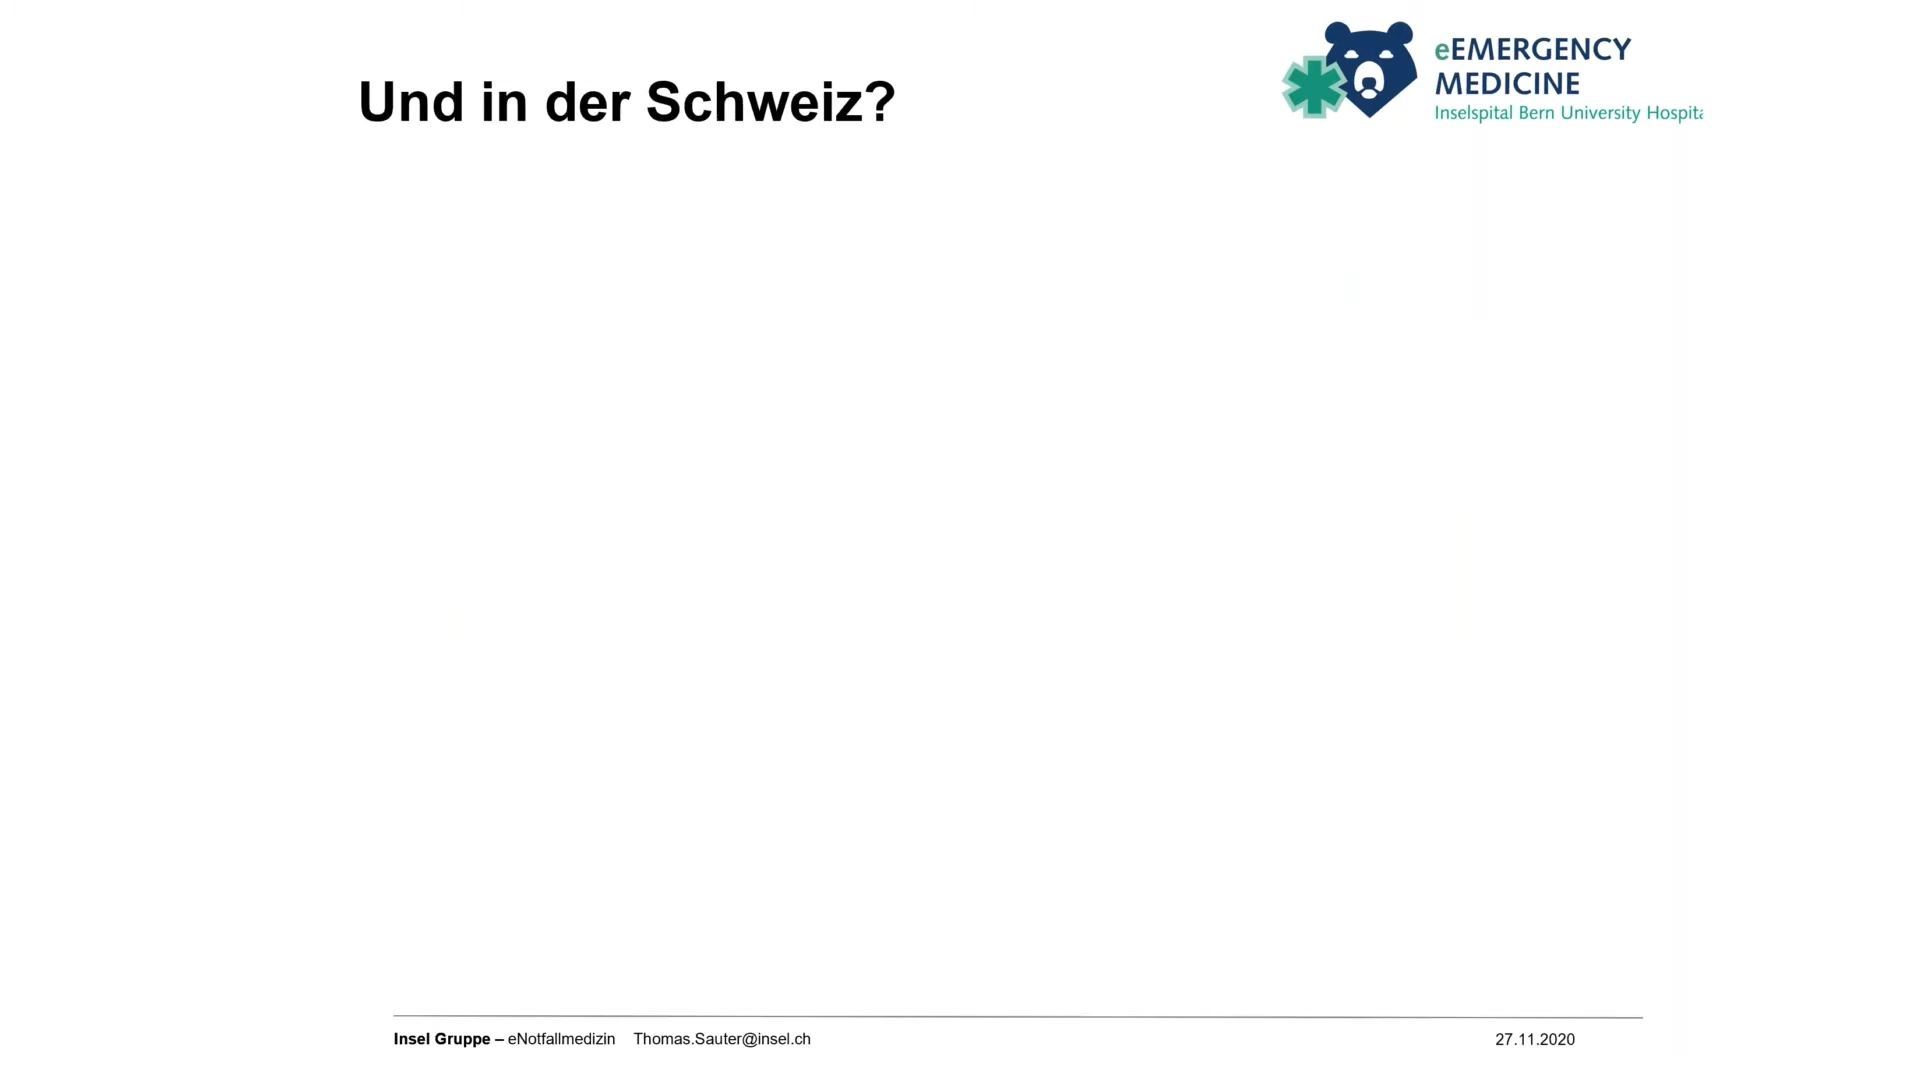 Und in der Schweiz?
eEMERGENCY
MEDICINE
Inselspital Bern University
Insel Gruppe – eNotfallmedizin Thomas.Sauter@insel.ch 27.11.2020